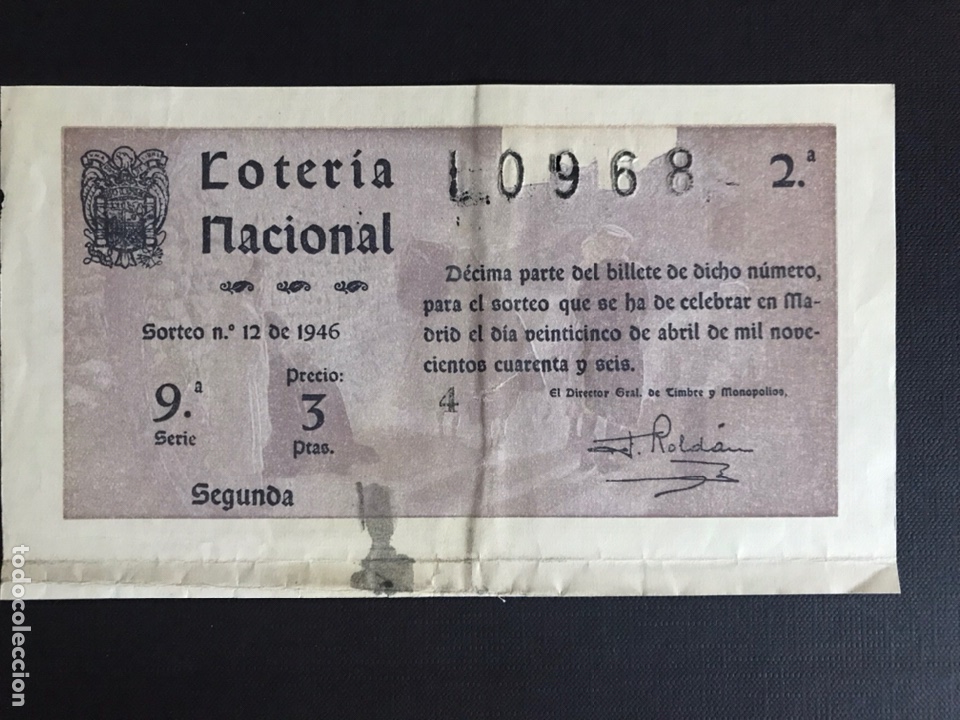 Lotería
Nacional
0968
2.ª
Sorteo n.º 12 de 1946
9.ª
Serie
Precio:
3
Ptas.
Segunda
Décima parte del billete de dicho número,
para el sorteo que se ha de celebrar en Ma-
drid el día veinticinco de abril de mil nove-
cientos cuarenta y seis.
4
El Director Gral. de Timbre y Monopolios,
F. Roldán
todocoleccion